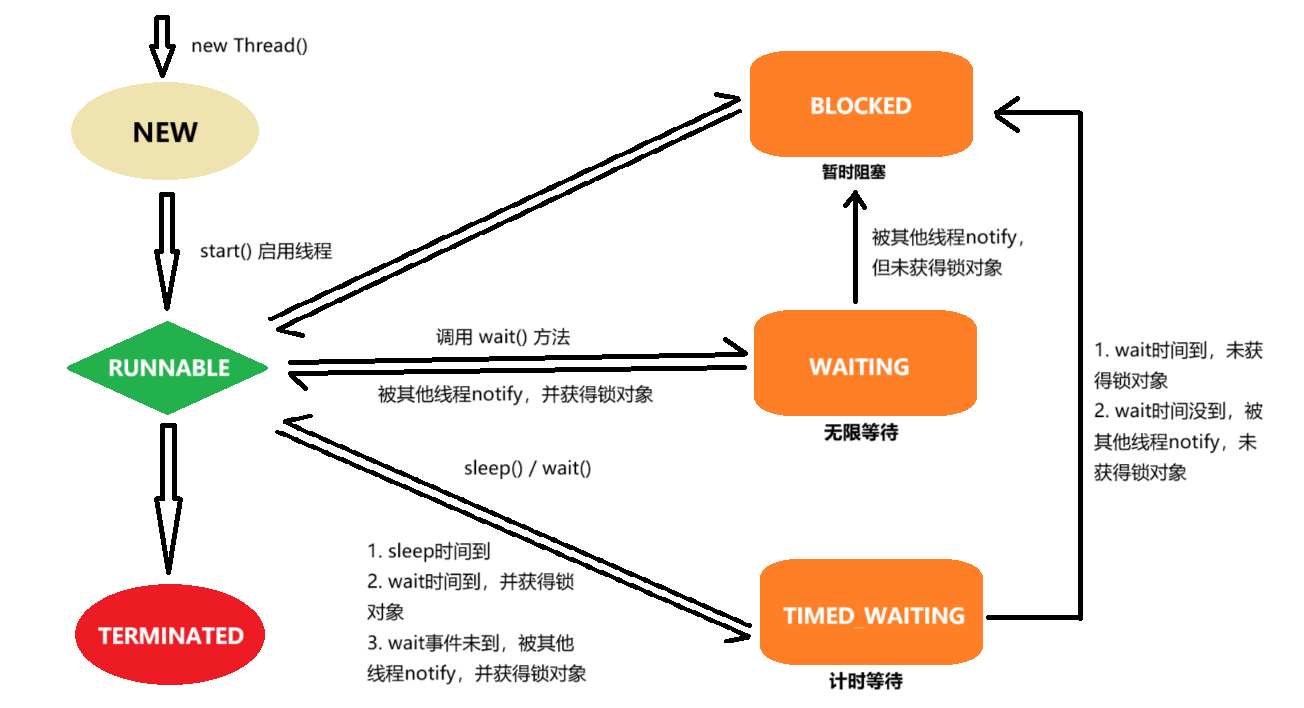 new Thread()
NEW
BLOCKED
暂时阻塞
start() 启用线程
被其他线程notify，
但未获得锁对象
调用 wait() 方法
RUNNABLE
WAITING
被其他线程notify，并获得锁对象
无限等待
1. wait时间到，未获
得锁对象
2. wait时间没到，被
其他线程notify，未
获得锁对象
sleep() / wait()
1. sleep时间到
2. wait时间到，并获得锁
对象
3. wait事件未到，被其他
线程notify，并获得锁对象
TERMINATED
TIMED_WAITING
计时等待